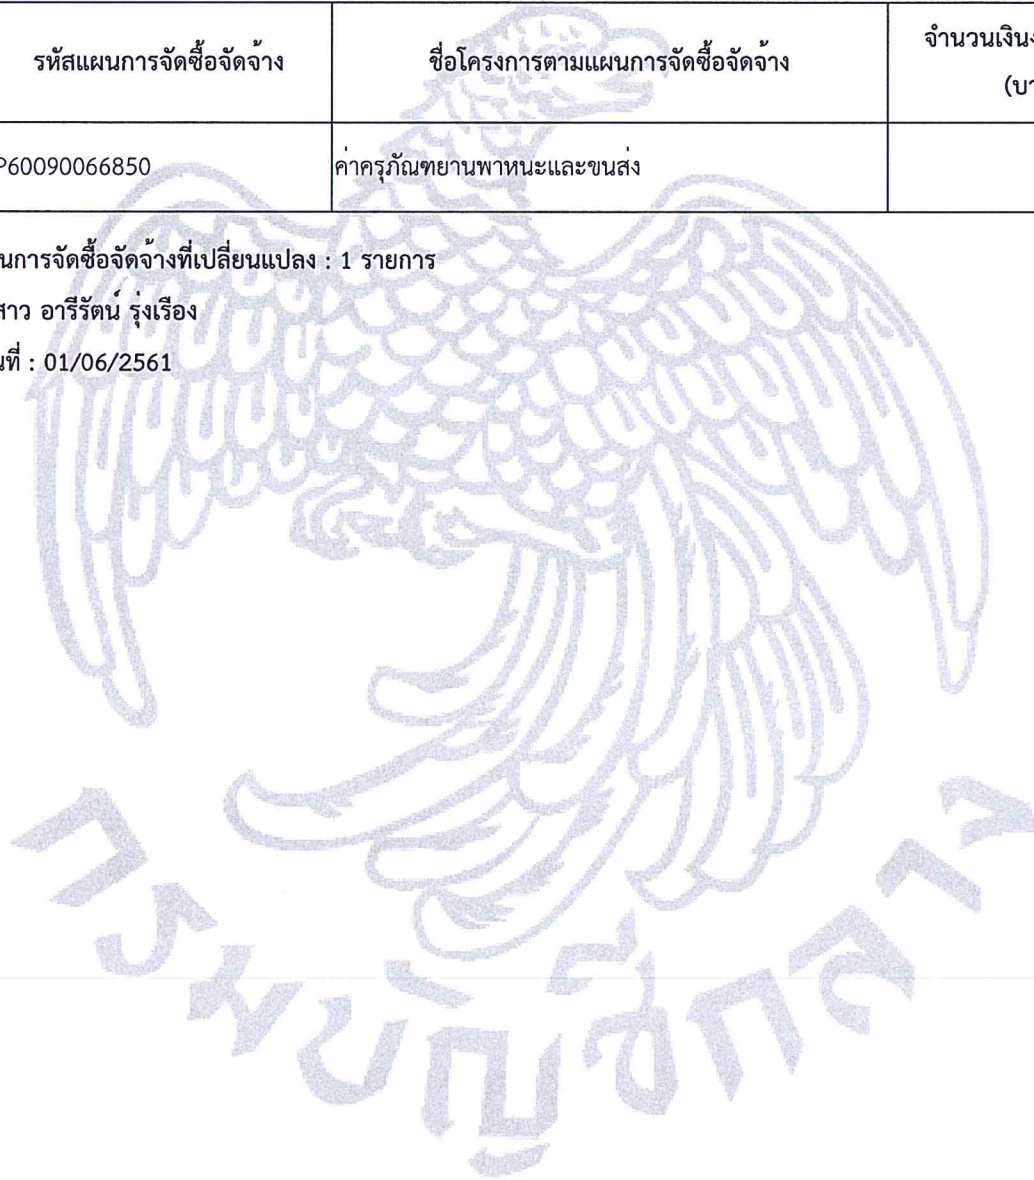 รหัสแผนการจัดซื้อจัดจ้าง ชื่อโครงการตามแผนการจัดซื้อจัดจ้าง จำนวนเงิน
(บา
P60090066850 ค่าครุภัณฑยานพาหนะและขนส่ง
นการจัดซื้อจัดจ้างที่เปลี่ยนแปลง : 1 รายการ
สาว อารีรัตน์ รุ่งเรือง
นที่ : 01/06/2561
กรมบัญชีกลาง